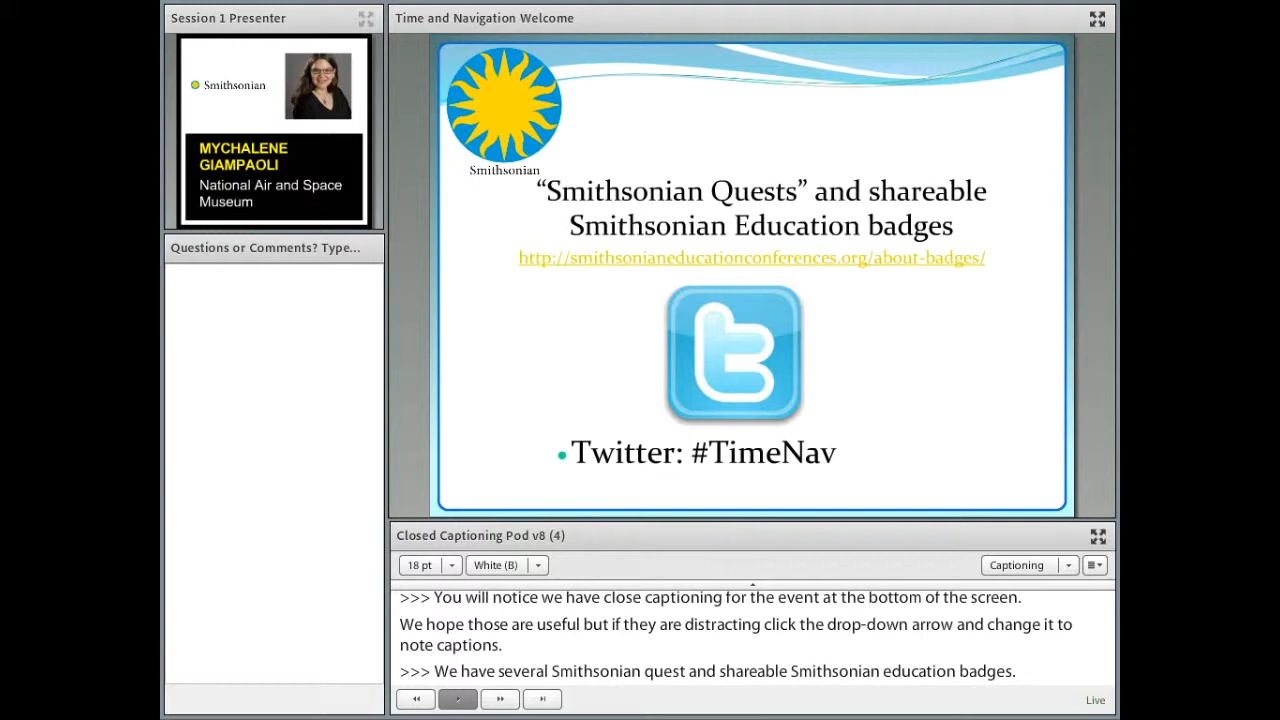 Session 1 Presenter
Smithsonian
MYCHALENE
GIAMPAOLI
National Air and Space
Museum
Questions or Comments? Type...
Time and Navigation Welcome
Smithsonian
“Smithsonian Quests” and shareable
Smithsonian Education badges
http://smithsonianeducationconferences.org/about-badges/
• Twitter: #TimeNav
Closed Captioning Pod v8 (4)
18 pt
White (B)
Captioning
>>> You will notice we have close captioning for the event at the bottom of the screen.
We hope those are useful but if they are distracting click the drop-down arrow and change it to
note captions.
>>> We have several Smithsonian quest and shareable Smithsonian education badges.
Live